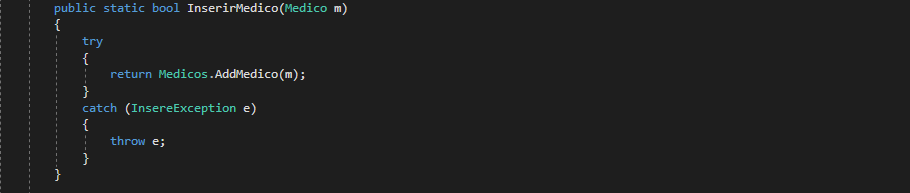 public static bool InserirMedico(Medico m)
{
try
{
return Medicos.AddMedico(m);
}
catch (InsereException e)
{
throw e;
}
}